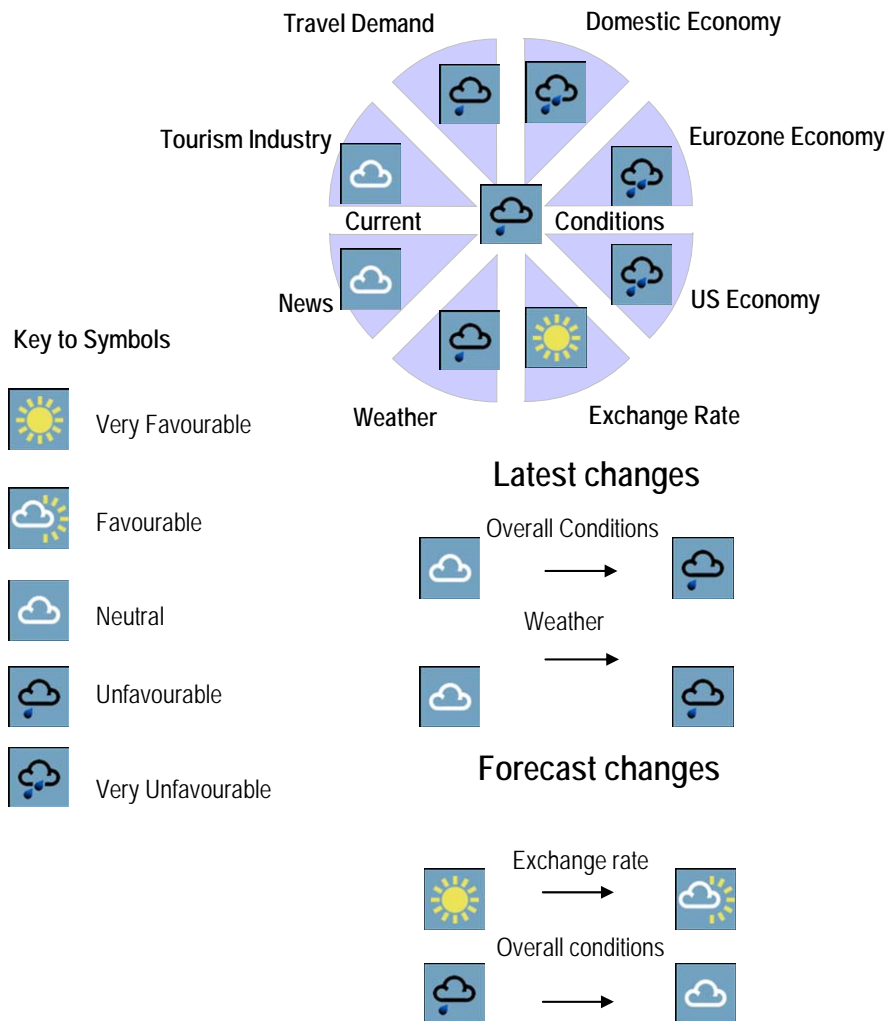 Travel Demand
Domestic Economy
Tourism Industry
Eurozone Economy
Current
Conditions
News
US Economy
Weather
Exchange Rate
Key to Symbols
Very Favourable
Favourable
Neutral
Unfavourable
Very Unfavourable
Latest changes
Overall Conditions
Weather
Forecast changes
Exchange rate
Overall conditions